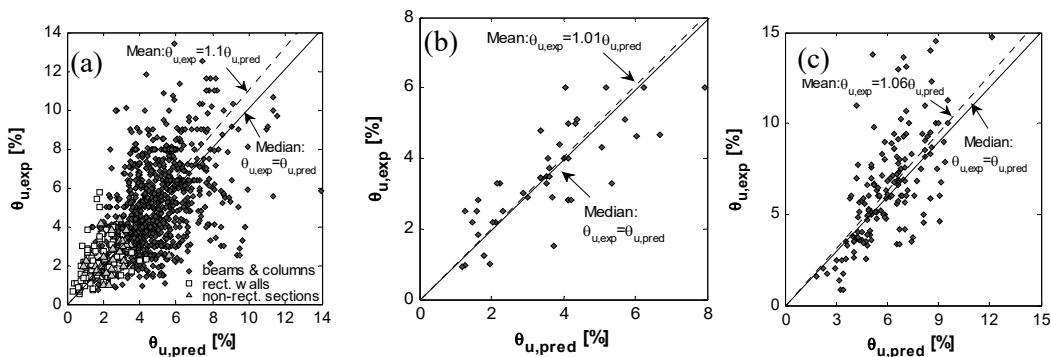 (a)
Mean:θu,exp=1.1θu,pred
Median:
θu,exp=θu,pred
beams & columns
rect. walls
non-rect. sections
θu,exp [%]
14
12
10
8
6
4
2
0
0 2 4 6 8 10 12 14
θu,pred [%]
(b)
Mean:θu,exp=1.01θu,pred
Median:
θu,exp=θu,pred
θu,exp [%]
8
6
4
2
0
0 2 4 6 8
θu,pred [%]
(c)
Mean:θu,exp=1.06θu,pred
Median:
θu,exp=θu,pred
θu,exp [%]
15
10
5
0
0 3 6 9 12 15
θu,pred [%]